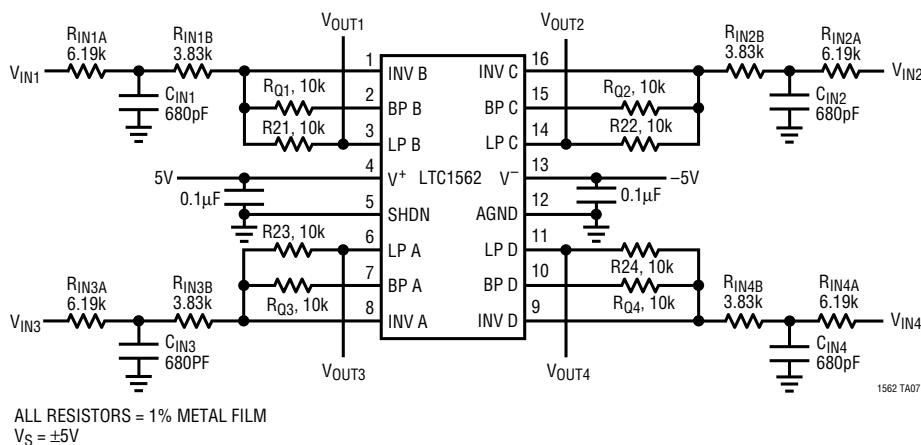 VOUT1 VOUT2
RIN1A
6.19k
RIN1B
3.83k
VIN1
CIN1
680pF
RQ1, 10k
R21, 10k
1 INV B
2 BP B
3 LP B
4 V+
5 SHDN
6 LP A
7 BP A
8 INV A
LTC1562
INV C 16
BP C 15
LP C 14
V− 13
AGND 12
LP D 11
BP D 10
INV D 9
RIN2B
3.83k
RIN2A
6.19k
VIN2
CIN2
680pF
RQ2, 10k
R22, 10k
5V
0.1µF
–5V
0.1µF
R23, 10k
RQ3, 10k
RIN3A
6.19k
RIN3B
3.83k
VIN3
CIN3
680PF
R24, 10k
RQ4, 10k
RIN4B
3.83k
RIN4A
6.19k
VIN4
CIN4
680pF
VOUT3 VOUT4
1562 TA07
ALL RESISTORS = 1% METAL FILM
VS = ±5V